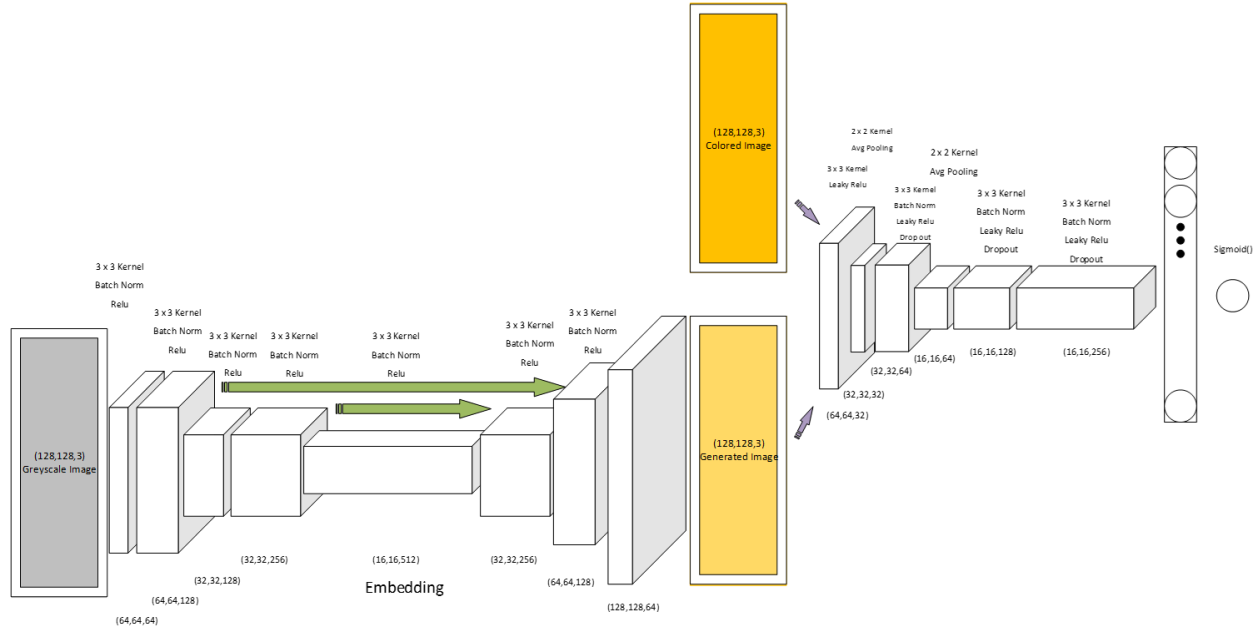 (128,128,3)
Greyscale Image
3 x 3 Kernel
Batch Norm
Relu
(64,64,64)
3 x 3 Kernel
Batch Norm
Relu
(64,64,128)
3 x 3 Kernel
Batch Norm
Relu
(32,32,128)
3 x 3 Kernel
Batch Norm
Relu
(32,32,256)
3 x 3 Kernel
Batch Norm
Relu
(16,16,512)
Embedding
3 x 3 Kernel
Batch Norm
Relu
(32,32,256)
3 x 3 Kernel
Batch Norm
Relu
(64,64,128)
(128,128,64)
(128,128,3)
Colored Image
(128,128,3)
Generated Image
3 x 3 Kernel
Leaky Relu
(64,64,32)
2 x 2 Kernel
Avg Pooling
(32,32,32)
3 x 3 Kernel
Batch Norm
Leaky Relu
Dropout
(32,32,64)
2 x 2 Kernel
Avg Pooling
(16,16,64)
3 x 3 Kernel
Batch Norm
Leaky Relu
Dropout
(16,16,128)
3 x 3 Kernel
Batch Norm
Leaky Relu
Dropout
(16,16,256)
Sigmoid()